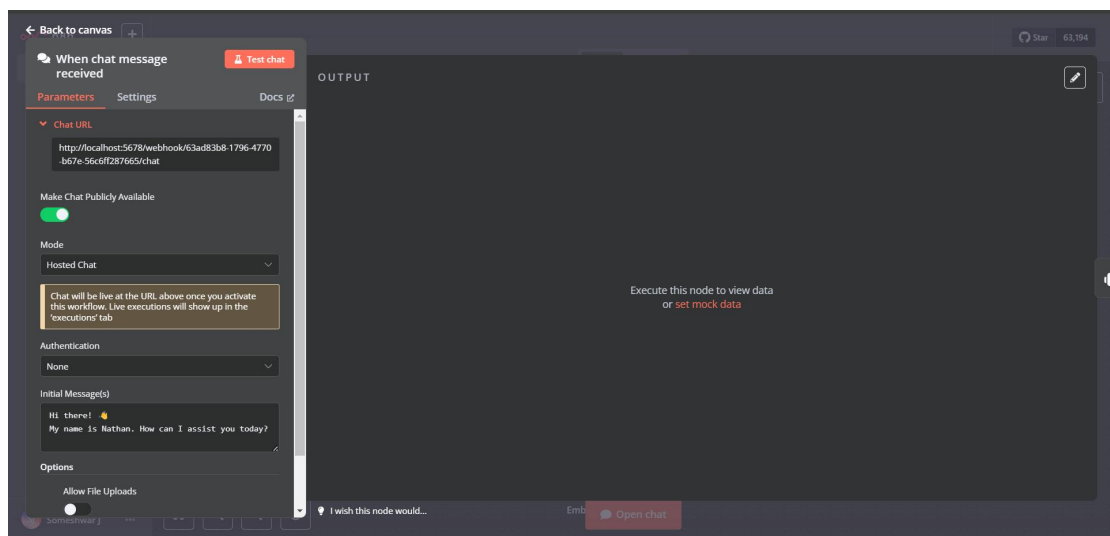 Back to canvas
Star 63,194
When chat message
received
Test chat
OUTPUT
Parameters Settings Docs
Chat URL
http://localhost:5678/webhook/63ad83b8-1796-4770
-b67e-56c6ff287665/chat
Make Chat Publicly Available
Mode
Hosted Chat
Chat will be live at the URL above once you activate
this workflow. Live executions will show up in the
‘executions’ tab
Execute this node to view data
or set mock data
Authentication
None
Initial Message(s)
Hi there! 👋
My name is Nathan. How can I assist you today?
Options
Allow File Uploads
I wish this node would...
Emb
Open chat
Someshwar J